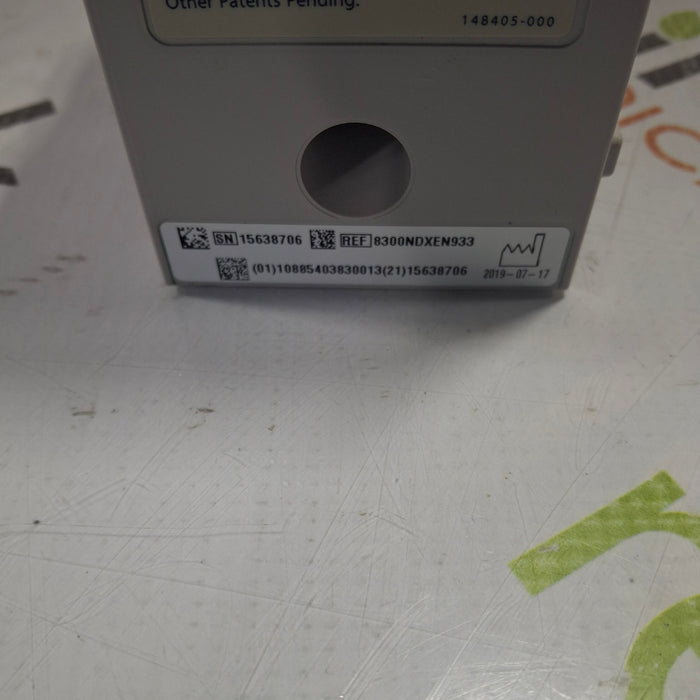 Other Patents Pending.
148405-000
SN 15638706 REF 8300NDXEN933
(01)10885403830013(21)15638706
2019-07-17